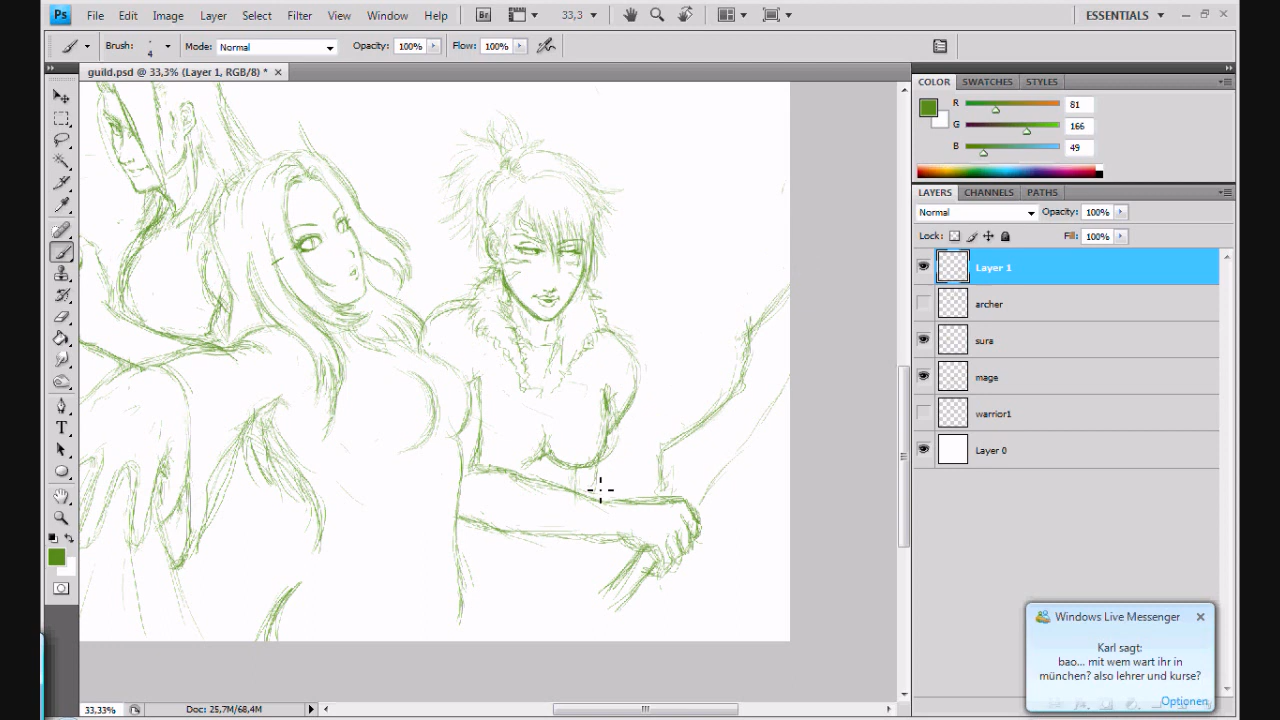 Ps File Edit Image Layer Select Filter View Window Help Br 33,3 ESSENTIALS
Brush: 4 Mode: Normal Opacity: 100% Flow: 100%
guild.psd @ 33,3% (Layer 1, RGB/8) *
COLOR SWATCHES STYLES
R 81
G 166
B 49
LAYERS CHANNELS PATHS
Normal Opacity: 100%
Lock: Fill: 100%
Layer 1
archer
sura
mage
warrior1
Layer 0
T
Windows Live Messenger
Karl sagt:
bao... mit wem wart ihr in
münchen? also lehrer und kurse?
Optionen
33,33% Doc: 25,7M/68,4M